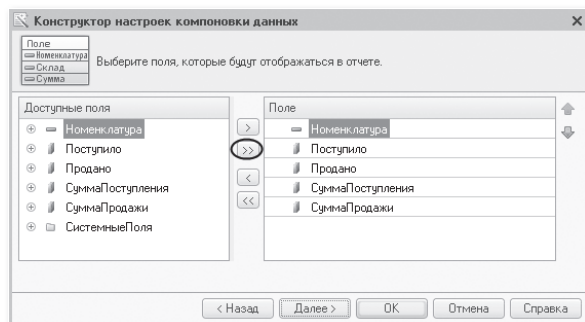 Конструктор настроек компоновки данных
Поле
Номенклатура
Склад
Сумма
Выберите поля, которые будут отображаться в отчете.
Доступные поля
Номенклатура
Поступило
Продано
СуммаПоступления
СуммаПродажи
СистемныеПоля
>
>>
<
<<
Поле
Номенклатура
Поступило
Продано
СуммаПоступления
СуммаПродажи
< Назад Далее > OK Отмена Справка